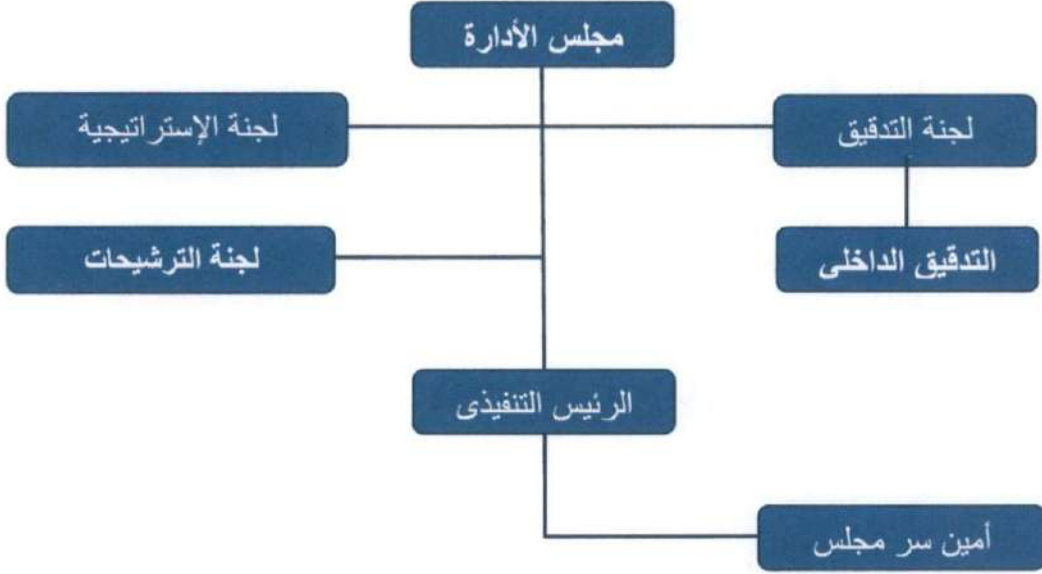 مجلس الأدارة
لجنة التدقيق
لجنة الإستراتيجية
التدقيق الداخلى
لجنة الترشيحات
الرئيس التنفيذى
أمين سر مجلس